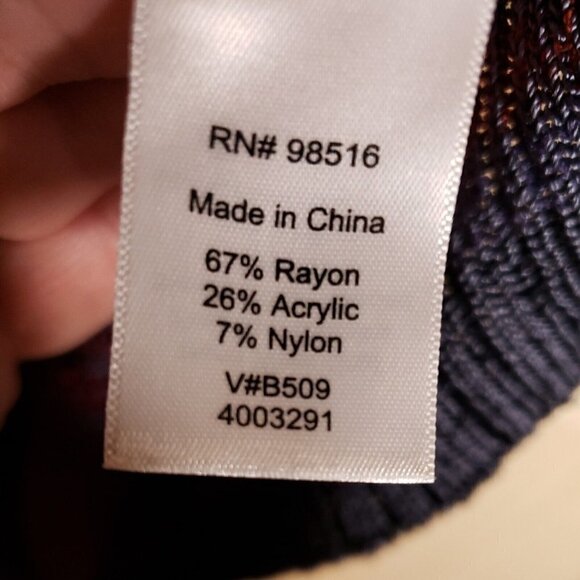 RN# 98516
Made in China
67% Rayon
26% Acrylic
7% Nylon
V#B509
4003291